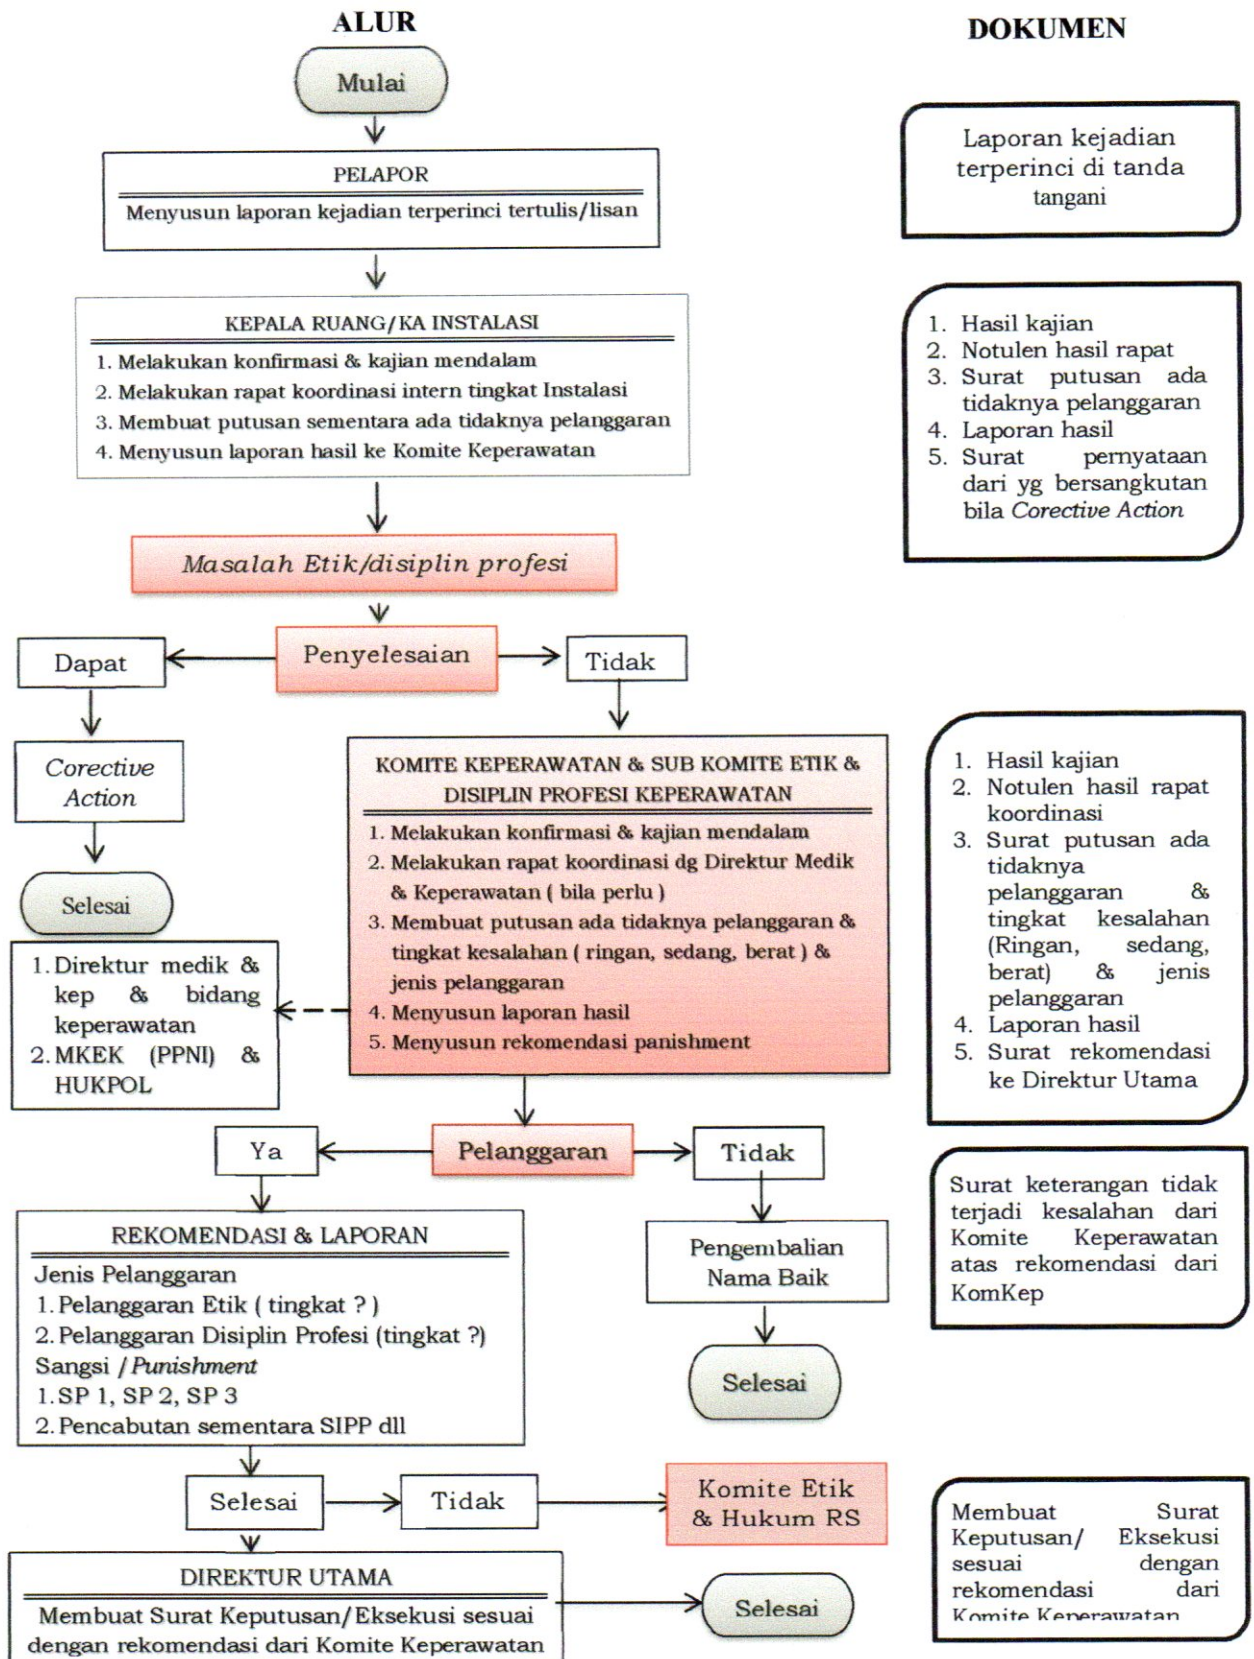 ALUR
DOKUMEN
Mulai
PELAPOR
Menyusun laporan kejadian terperinci tertulis/lisan
Laporan kejadian
terperinci di tanda
tangani
KEPALA RUANG/KA INSTALASI
1. Melakukan konfirmasi & kajian mendalam
2. Melakukan rapat koordinasi intern tingkat Instalasi
3. Membuat putusan sementara ada tidaknya pelanggaran
4. Menyusun laporan hasil ke Komite Keperawatan
1. Hasil kajian
2. Notulen hasil rapat
3. Surat putusan ada
tidaknya pelanggaran
4. Laporan hasil
5. Surat pernyataan
dari yg bersangkutan
bila Corective Action
Masalah Etik/disiplin profesi
Penyelesaian
Dapat
Tidak
Corective
Action
Selesai
KOMITE KEPERAWATAN & SUB KOMITE ETIK &
DISIPLIN PROFESI KEPERAWATAN
1. Melakukan konfirmasi & kajian mendalam
2. Melakukan rapat koordinasi dg Direktur Medik
& Keperawatan ( bila perlu )
3. Membuat putusan ada tidaknya pelanggaran &
tingkat kesalahan ( ringan, sedang, berat ) &
jenis pelanggaran
4. Menyusun laporan hasil
5. Menyusun rekomendasi panishment
1. Direktur medik &
kep & bidang
keperawatan
2. MKEK (PPNI) &
HUKPOL
1. Hasil kajian
2. Notulen hasil rapat
koordinasi
3. Surat putusan ada
tidaknya
pelanggaran &
tingkat kesalahan
(Ringan, sedang,
berat) & jenis
pelanggaran
4. Laporan hasil
5. Surat rekomendasi
ke Direktur Utama
Ya
Pelanggaran
Tidak
REKOMENDASI & LAPORAN
Jenis Pelanggaran
1. Pelanggaran Etik ( tingkat ? )
2. Pelanggaran Disiplin Profesi (tingkat ?)
Sangsi /Punishment
1. SP 1, SP 2, SP 3
2. Pencabutan sementara SIPP dll
Pengembalian
Nama Baik
Selesai
Surat keterangan tidak
terjadi kesalahan dari
Komite Keperawatan
atas rekomendasi dari
KomKep
Selesai
Tidak
Komite Etik
& Hukum RS
DIREKTUR UTAMA
Membuat Surat Keputusan/Eksekusi sesuai
dengan rekomendasi dari Komite Keperawatan
Selesai
Membuat Surat
Keputusan/ Eksekusi
sesuai dengan
rekomendasi dari
Komite Keperawatan